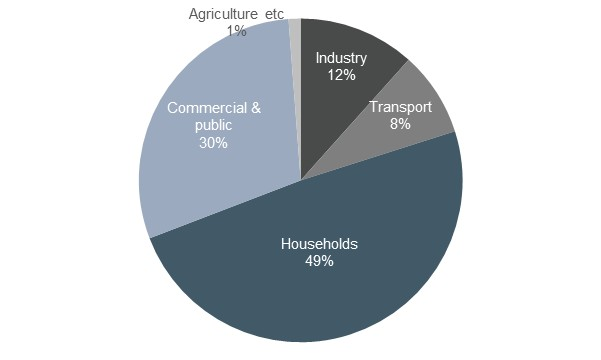 Agriculture etc
1%
Industry
12%
Transport
8%
Commercial &
public
30%
Households
49%